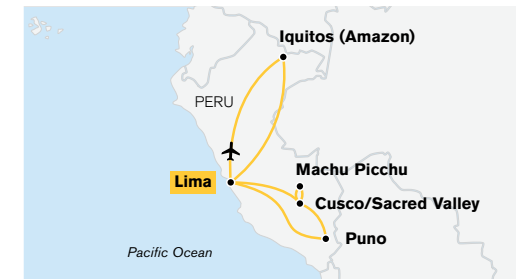 Iquitos (Amazon)
PERU
Machu Picchu
Lima
Cusco/Sacred Valley
Puno
Pacific Ocean